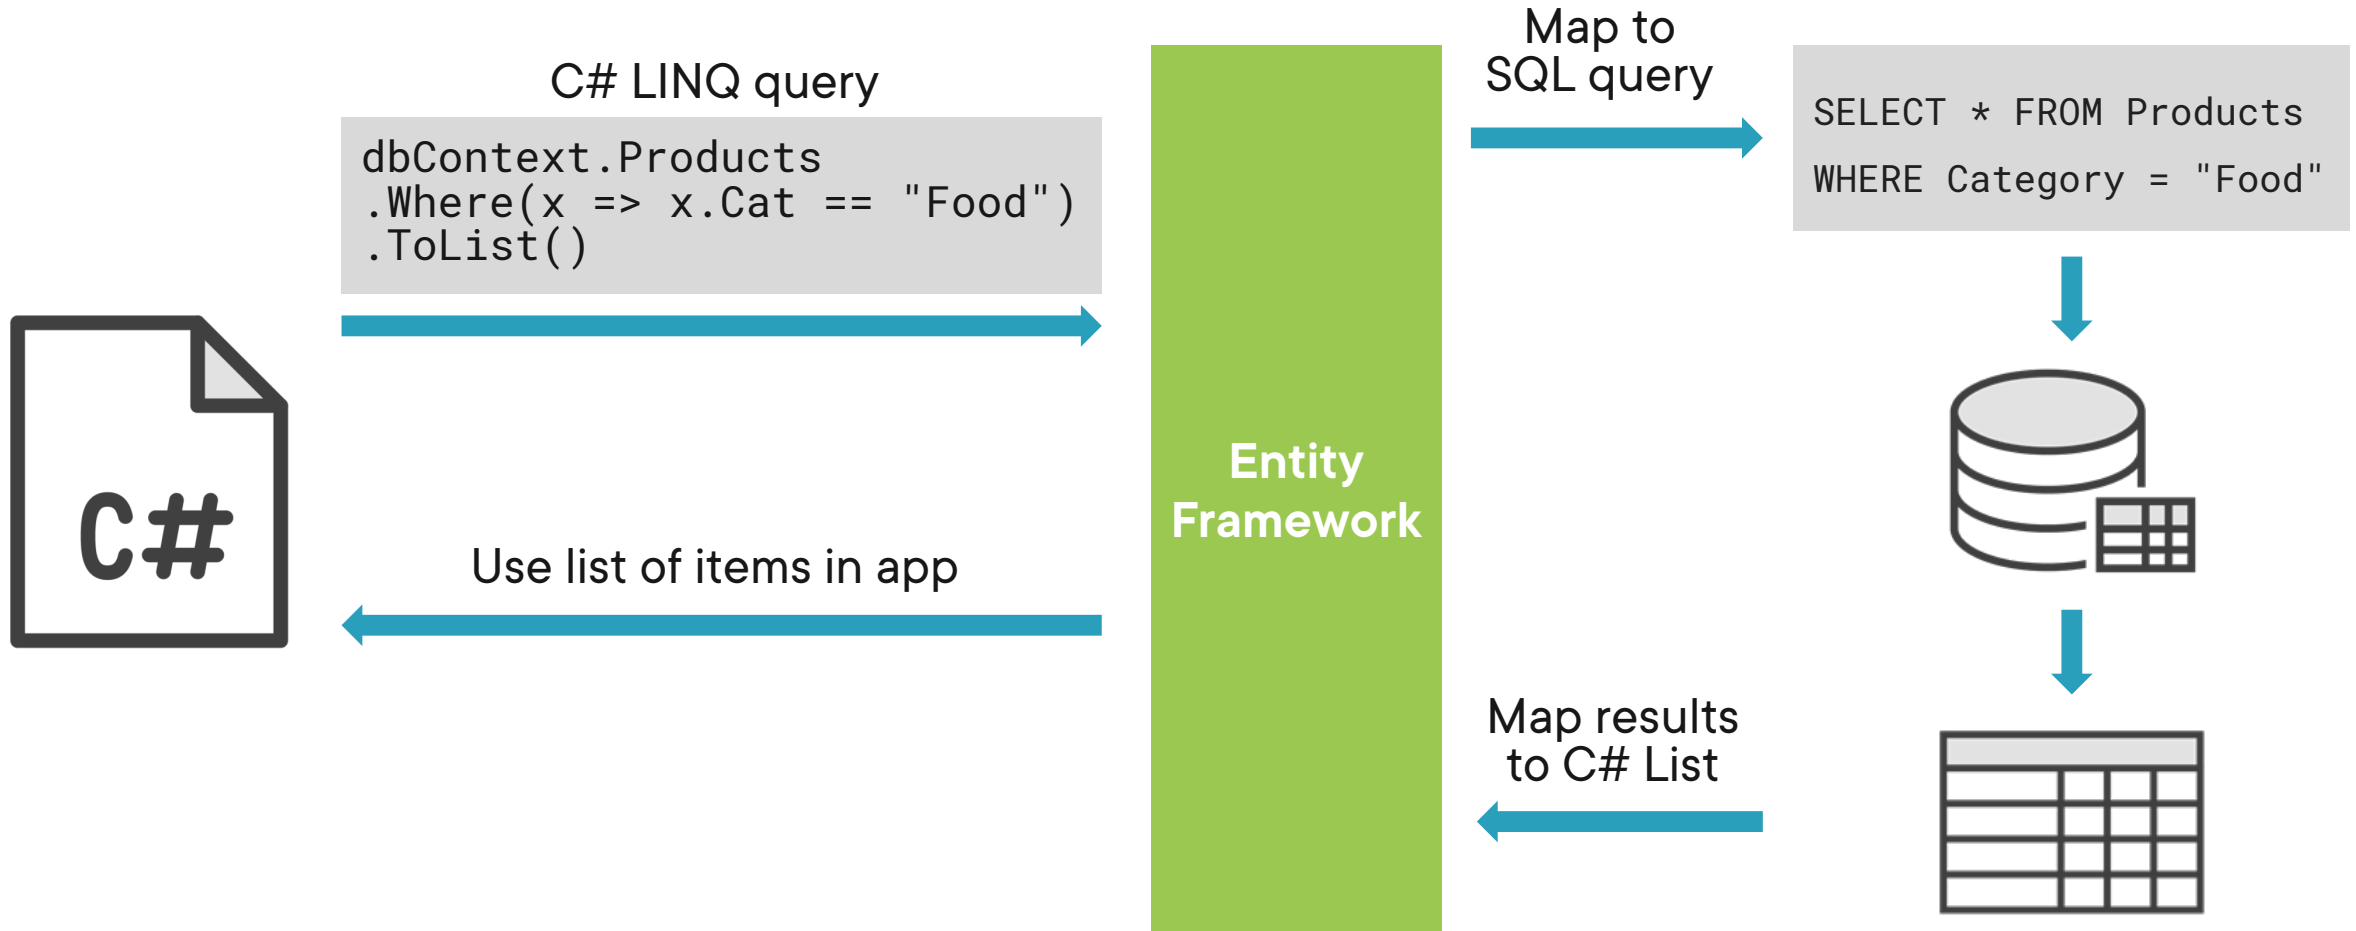 C# LINQ query
dbContext.Products
.Where(x => x.Cat == "Food")
.ToList()
Map to
SQL query
SELECT * FROM Products
WHERE Category = "Food"
C#
Entity
Framework
Use list of items in app
Map results
to C# List